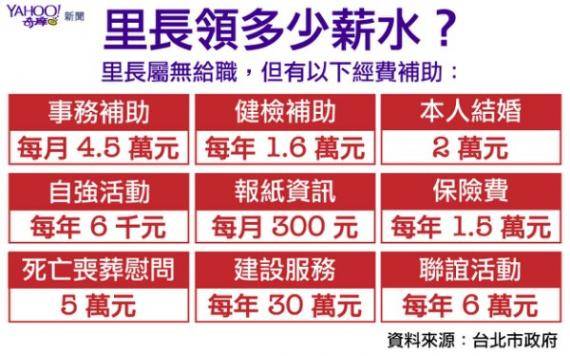 YAHOO! 新聞
奇摩
里長領多少薪水？
里長屬無給職，但有以下經費補助：
事務補助 健檢補助 本人結婚
每月 4.5 萬元 每年 1.6 萬元 2 萬元
自強活動 報紙資訊 保險費
每年 6 千元 每月 300 元 每年 1.5 萬元
死亡喪葬慰問 建設服務 聯誼活動
5 萬元 每年 30 萬元 每年 6 萬元
資料來源：台北市政府